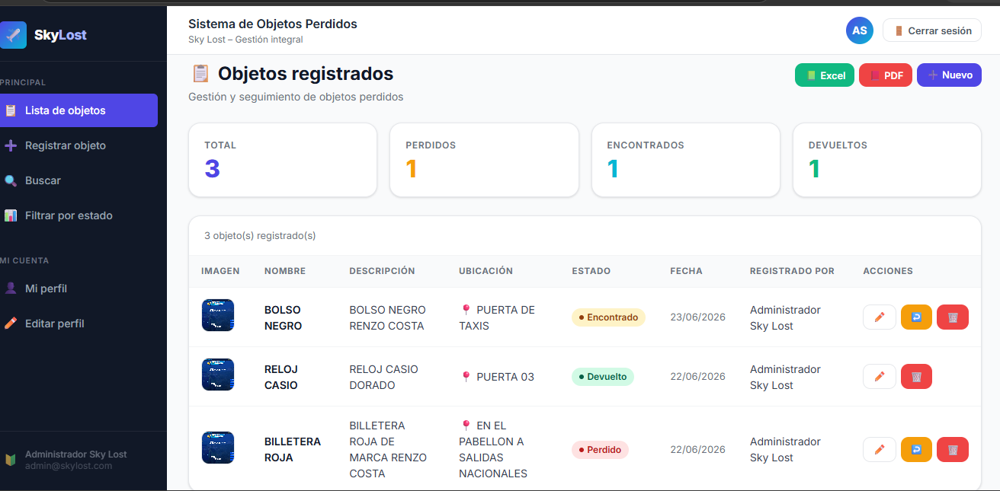 SkyLost
PRINCIPAL
Lista de objetos
Registrar objeto
Buscar
Filtrar por estado
MI CUENTA
Mi perfil
Editar perfil
Administrador Sky Lost
admin@skylost.com
Sistema de Objetos Perdidos
Sky Lost – Gestión integral
AS
Cerrar sesión
Objetos registrados
Gestión y seguimiento de objetos perdidos
Excel
PDF
Nuevo
TOTAL
3
PERDIDOS
1
ENCONTRADOS
1
DEVUELTOS
1
3 objeto(s) registrado(s)
IMAGEN NOMBRE DESCRIPCIÓN UBICACIÓN ESTADO FECHA REGISTRADO POR ACCIONES
BOLSO
NEGRO
BOLSO NEGRO
RENZO COSTA
PUERTA DE
TAXIS
Encontrado
23/06/2026
Administrador
Sky Lost
RELOJ
CASIO
RELOJ CASIO
DORADO
PUERTA 03
Devuelto
22/06/2026
Administrador
Sky Lost
BILLETERA
ROJA
BILLETERA
ROJA DE
MARCA RENZO
COSTA
EN EL
PABELLON A
SALIDAS
NACIONALES
Perdido
22/06/2026
Administrador
Sky Lost